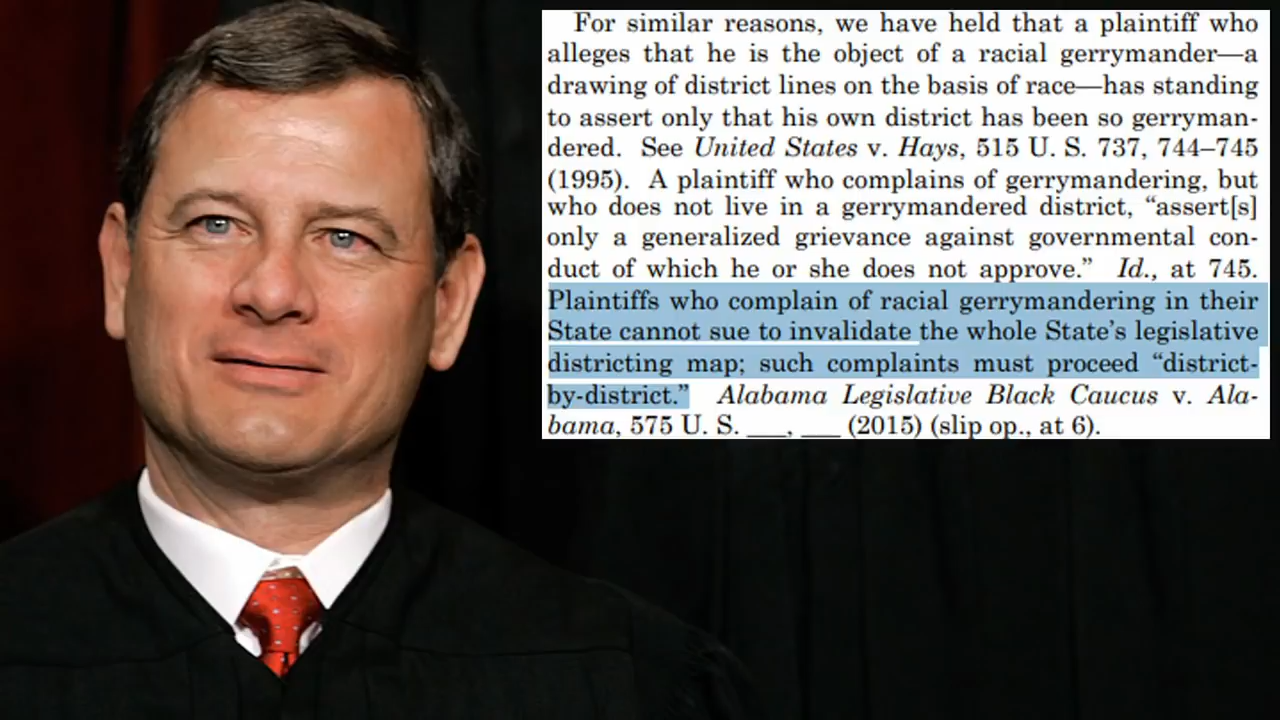 For similar reasons, we have held that a plaintiff who
alleges that he is the object of a racial gerrymander—a
drawing of district lines on the basis of race—has standing
to assert only that his own district has been so gerryman-
dered. See United States v. Hays, 515 U. S. 737, 744–745
(1995). A plaintiff who complains of gerrymandering, but
who does not live in a gerrymandered district, “assert[s]
only a generalized grievance against governmental con-
duct of which he or she does not approve.” Id., at 745.
Plaintiffs who complain of racial gerrymandering in their
State cannot sue to invalidate the whole State’s legislative
districting map; such complaints must proceed “district-
by-district.” Alabama Legislative Black Caucus v. Ala-
bama, 575 U. S. ___, ___ (2015) (slip op., at 6).